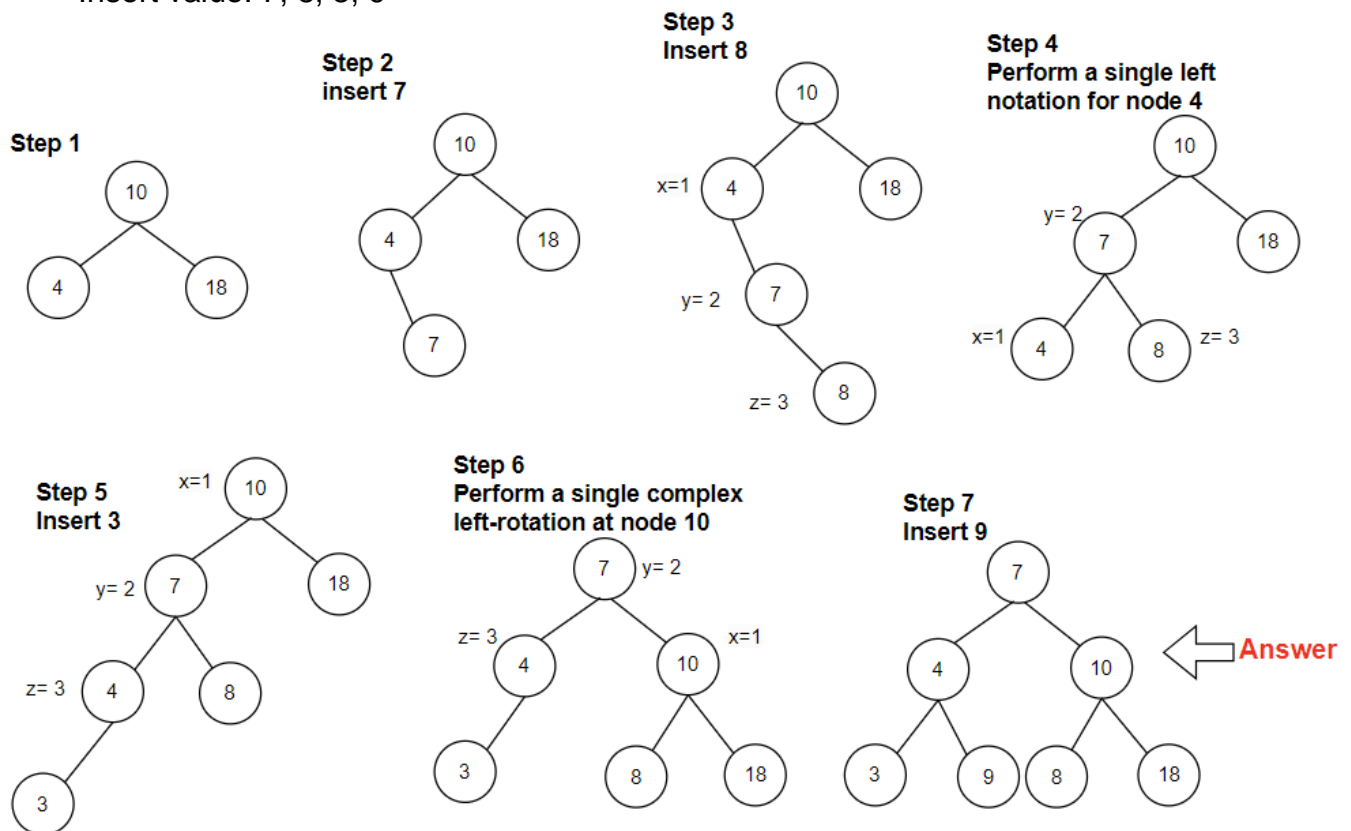 Step 1
10
4
18
Step 2
insert 7
10
4
18
7
Step 3
Insert 8
10
x=1
4
18
y= 2
7
z= 3
8
Step 4
Perform a single left
notation for node 4
10
y= 2
7
18
x=1
4
8
z= 3
Step 5
Insert 3
x=1
10
y= 2
7
18
z= 3
4
8
3
Step 6
Perform a single complex
left-rotation at node 10
7
y= 2
z= 3
4
x=1
10
3
8
18
Step 7
Insert 9
7
4
10
3
9
8
18
Answer